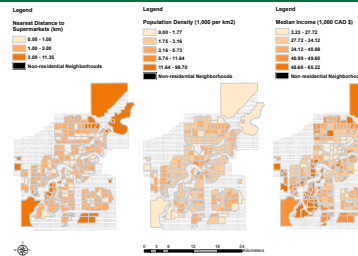 Legend
Nearest Distance to
Supermarkets (km)
0.00 - 1.00
1.00 - 3.00
3.00 - 11.35
Non-residential Neighborhoods
Legend
Population Density (1,000 per km2)
0.00 - 1.77
1.75 - 3.16
3.16 - 5.73
5.74 - 11.64
11.64 - 98.70
Non-residential Neighborhoods
Legend
Median Income (1,000 CAD $)
3.23 - 27.72
27.72 - 34.12
34.12 - 40.99
40.99 - 49.60
49.60 - 65.22
Non-residential Neighborhood
0 3 6 12 18 24
Kilometers